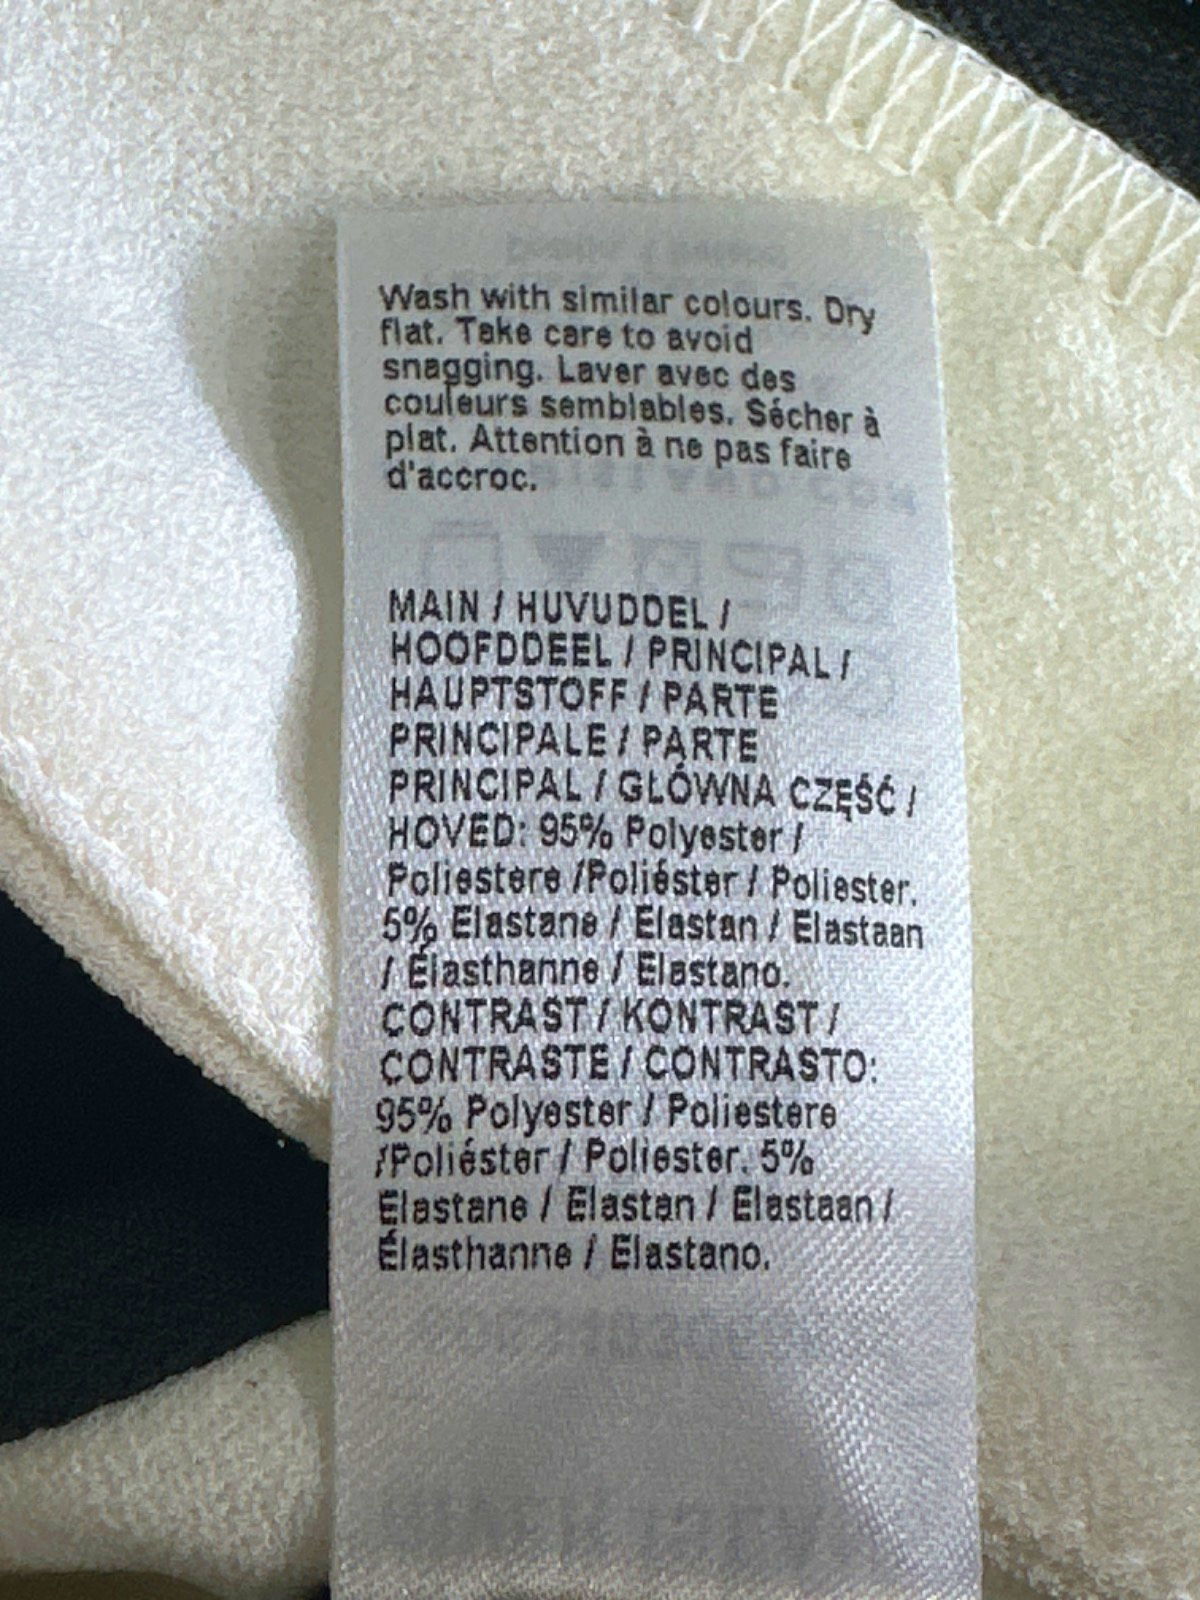 Wash with similar colours. Dry
flat. Take care to avoid
snagging. Laver avec des
couleurs semblables. Sécher à
plat. Attention à ne pas faire
d'accroc.
MAIN / HUVUDDEL /
HOOFDDEEL / PRINCIPAL /
HAUPTSTOFF / PARTE
PRINCIPALE / PARTE
PRINCIPAL / GŁÓWNA CZĘŚĆ /
HOVED: 95% Polyester /
Poliestere /Poliéster / Poliester.
5% Elastane / Elastan / Elastaan
/ Élasthanne / Elastano.
CONTRAST / KONTRAST /
CONTRASTE / CONTRASTO:
95% Polyester / Poliestere
/Poliéster / Poliester. 5%
Elastane / Elastan / Elastaan /
Élasthanne / Elastano.